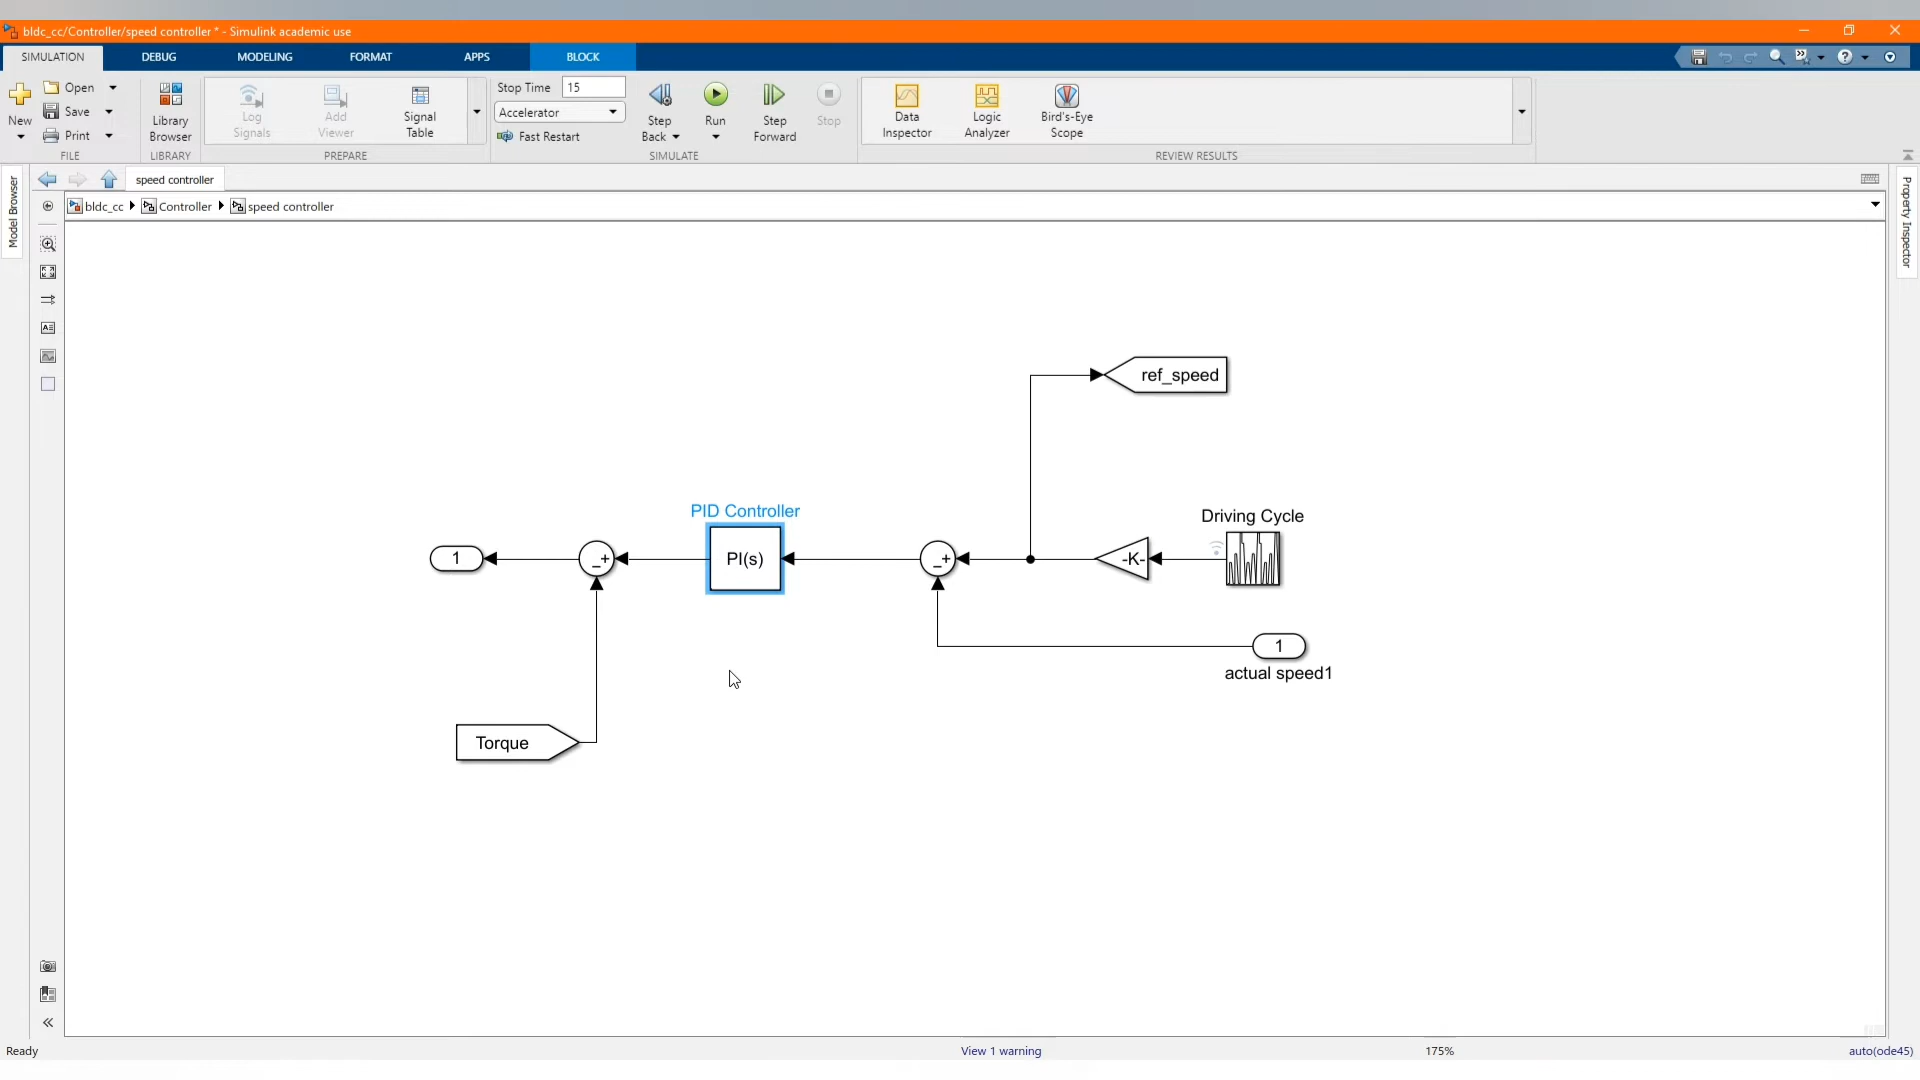 bldc_cc/Controller/speed controller * - Simulink academic use
SIMULATION DEBUG MODELING FORMAT APPS BLOCK
New
Open
Save
Print
FILE
Library
Browser
LIBRARY
Log
Signals
Add
Viewer
Signal
Table
PREPARE
Stop Time 15
Accelerator
Fast Restart
Step
Back
Run
Step
Forward
Stop
SIMULATE
Data
Inspector
Logic
Analyzer
Bird's-Eye
Scope
REVIEW RESULTS
Model Browser
speed controller
bldc_cc Controller speed controller
Property Inspector
ref_speed
PID Controller
Driving Cycle
1
_+
PI(s)
_+
-K-
1
actual speed1
Torque
Ready
View 1 warning
175%
auto(ode45)